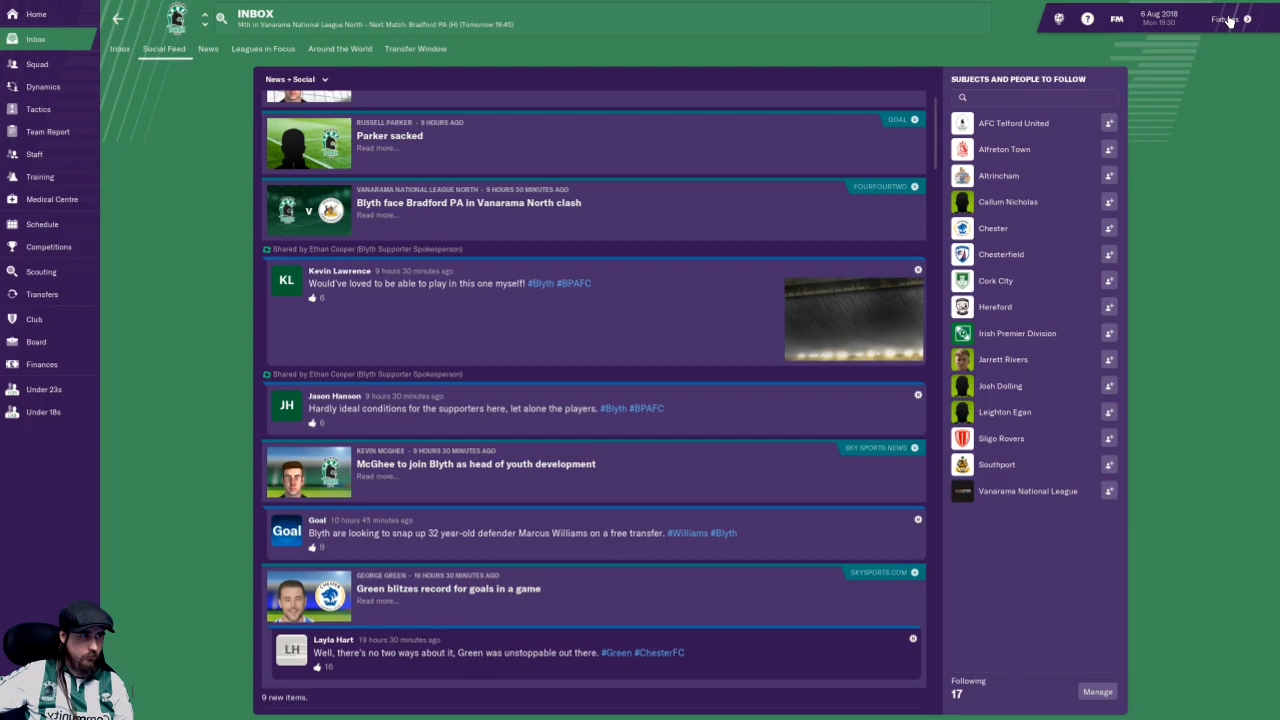 Home
Inbox
Squad
Dynamics
Tactics
Team Report
Staff
Training
Medical Centre
Schedule
Competitions
Scouting
Transfers
Club
Board
Finances
Under 23s
Under 18s
INBOX
14th in Vanarama National League North - Next Match: Bradford PA (H) (Tomorrow 19:45)
FM
6 Aug 2018
Mon 19:30
Inbox
Social Feed
News
Leagues in Focus
Around the World
Transfer Window
News + Social
RUSSELL PARKER - 9 HOURS AGO
GOAL
Parker sacked
Read more...
VANARAMA NATIONAL LEAGUE NORTH - 9 HOURS 30 MINUTES AGO
FOURFOURTWO
Blyth face Bradford PA in Vanarama North clash
V
Read more...
Shared by Ethan Cooper (Blyth Supporter Spokesperson)
KL
Kevin Lawrence 9 hours 30 minutes ago
Would've loved to be able to play in this one myself! #Blyth #BPAFC
6
Shared by Ethan Cooper (Blyth Supporter Spokesperson)
JH
Jason Hanson 9 hours 30 minutes ago
Hardly ideal conditions for the supporters here, let alone the players. #Blyth #BPAFC
6
KEVIN MCGHEE - 9 HOURS 30 MINUTES AGO
SKY SPORTS NEWS
McGhee to join Blyth as head of youth development
Read more...
Goal
Goal 10 hours 45 minutes ago
Blyth are looking to snap up 32 year-old defender Marcus Williams on a free transfer. #Williams #Blyth
9
GEORGE GREEN - 19 HOURS 30 MINUTES AGO
SKYSPORTS.COM
Green blitzes record for goals in a game
Read more...
LH
Layla Hart 19 hours 30 minutes ago
Well, there's no two ways about it, Green was unstoppable out there. #Green #ChesterFC
16
9 new items.
SUBJECTS AND PEOPLE TO FOLLOW
AFC Telford United
Alfreton Town
Altrincham
Callum Nicholas
Chester
Chesterfield
Cork City
Hereford
Irish Premier Division
Jarrett Rivers
Josh Dolling
Leighton Egan
Sligo Rovers
Southport
Vanarama National League
Following
17
Manage